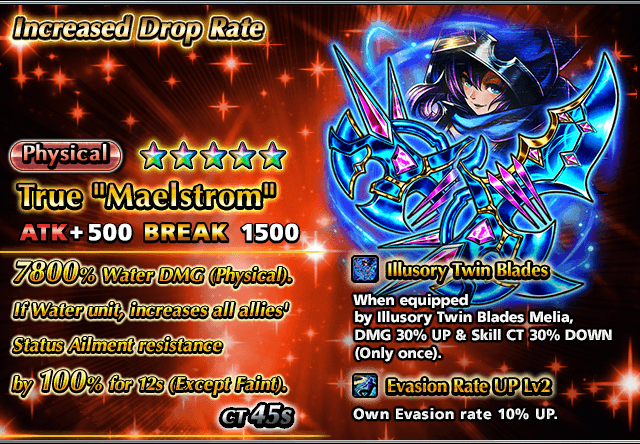 Increased Drop Rate
Physical
True "Maelstrom"
ATK+500 BREAK 1500
7800% Water DMG (Physical).
If Water unit, increases all allies'
Status Ailment resistance
by 100% for 12s (Except Faint).
CT 45s
Illusory Twin Blades
When equipped
by Illusory Twin Blades Melia,
DMG 30% UP & Skill CT 30% DOWN
(Only once).
Evasion Rate UP Lv2
Own Evasion rate 10% UP.